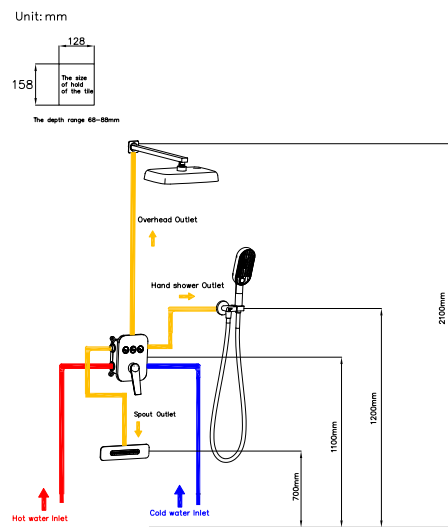 Unit: mm
128
158
The size
of hold
of the tile
The depth range 68-88mm
Overhead Outlet
Hand shower Outlet
2100mm
1200mm
1100mm
Spout Outlet
700mm
Hot water Inlet
Cold water Inlet